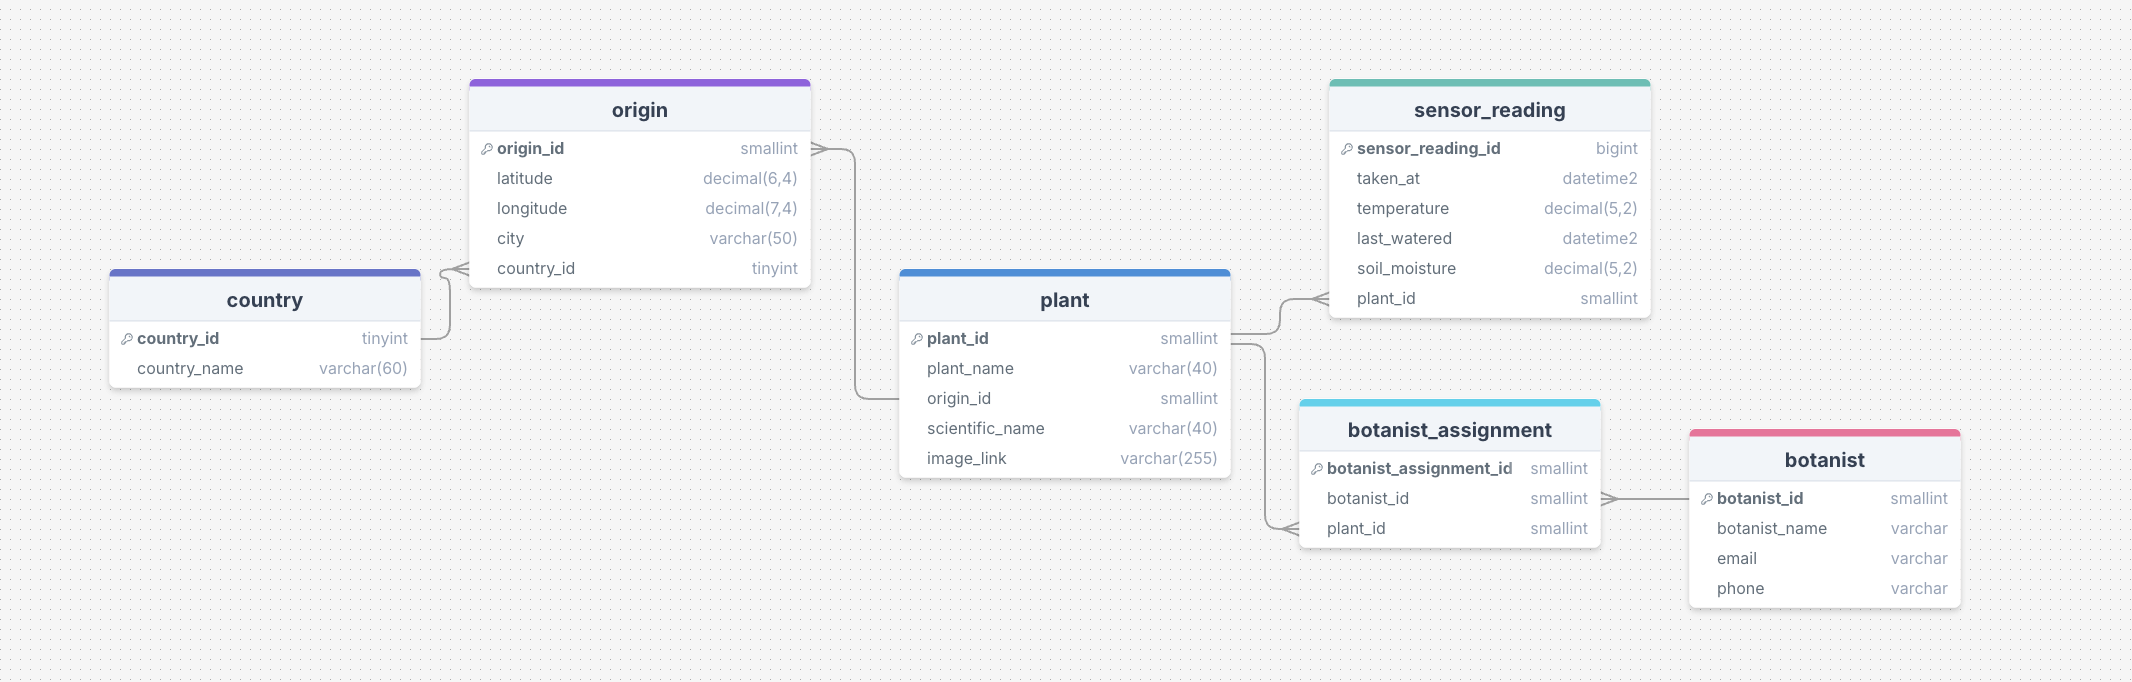 country
country_id tinyint
country_name varchar(60)
origin
origin_id smallint
latitude decimal(6,4)
longitude decimal(7,4)
city varchar(50)
country_id tinyint
plant
plant_id smallint
plant_name varchar(40)
origin_id smallint
scientific_name varchar(40)
image_link varchar(255)
sensor_reading
sensor_reading_id bigint
taken_at datetime2
temperature decimal(5,2)
last_watered datetime2
soil_moisture decimal(5,2)
plant_id smallint
botanist_assignment
botanist_assignment_id smallint
botanist_id smallint
plant_id smallint
botanist
botanist_id smallint
botanist_name varchar
email varchar
phone varchar